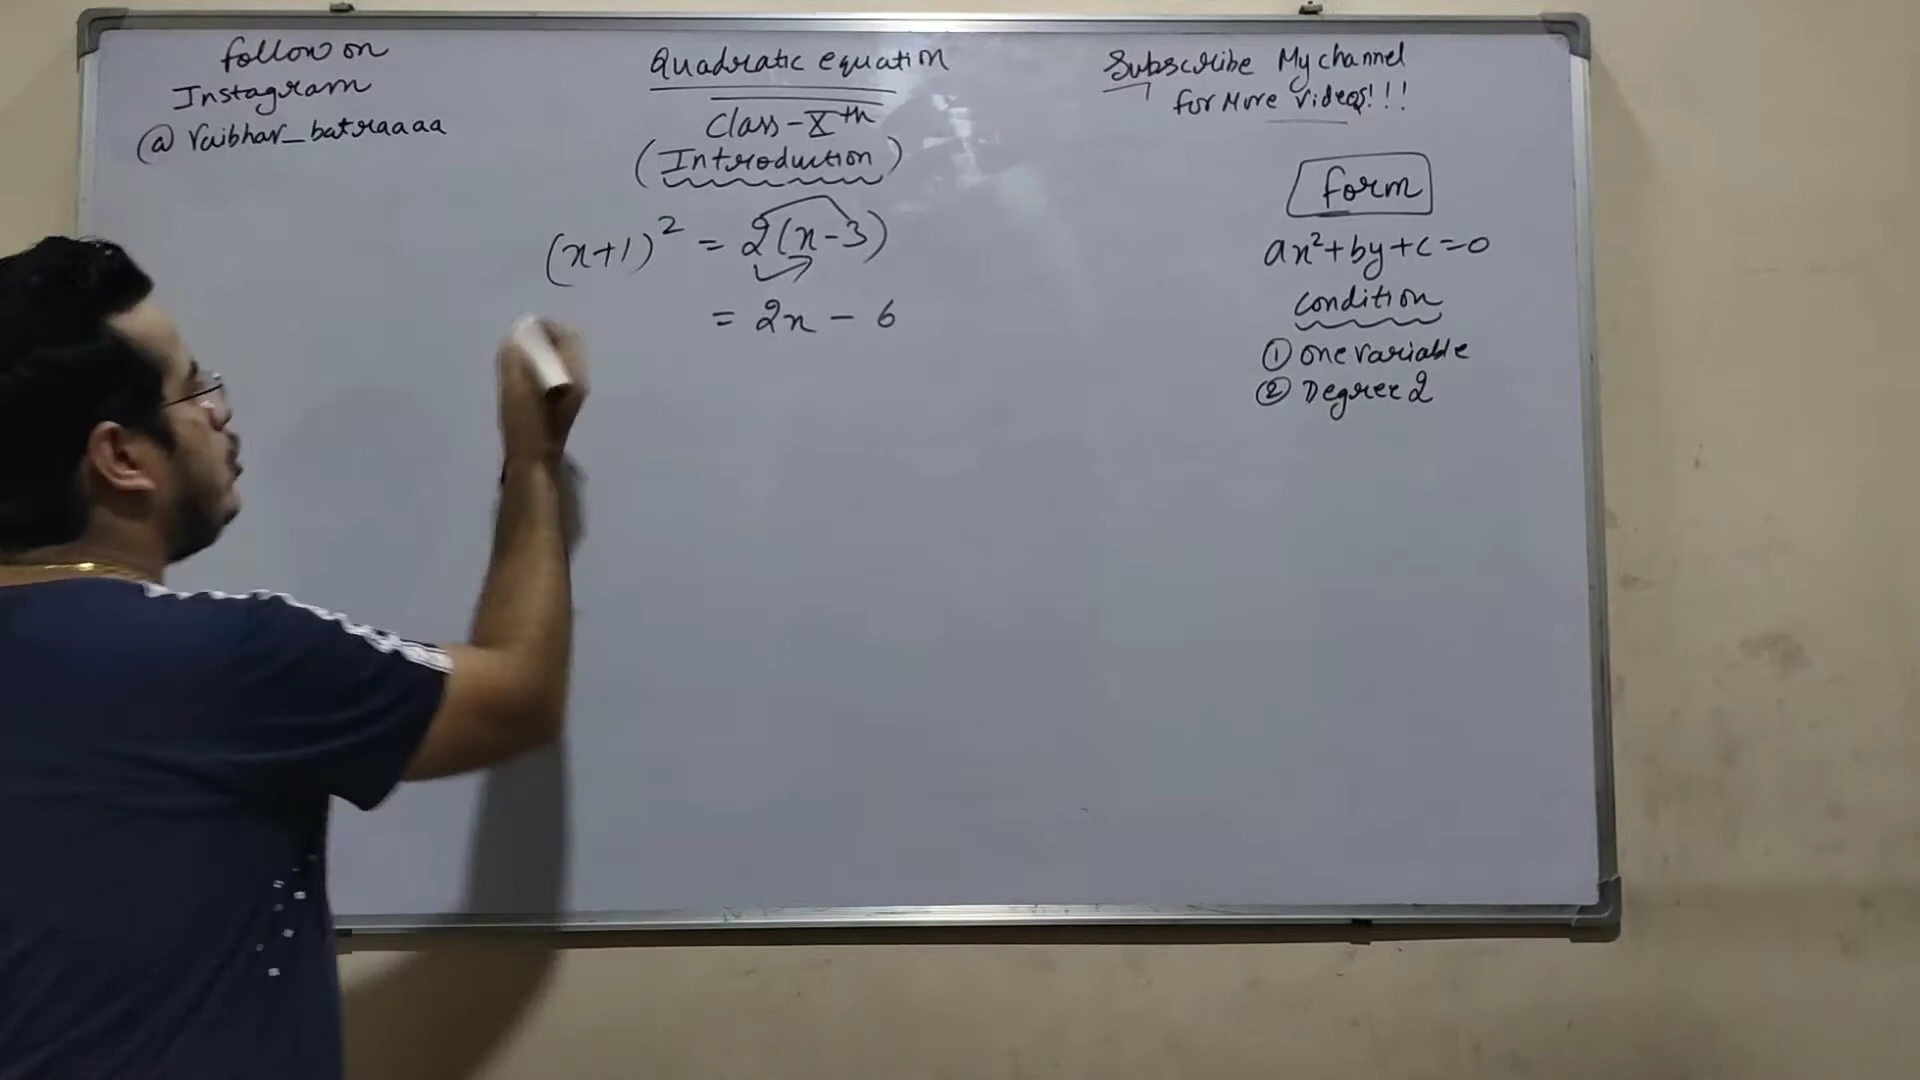 Follow on
Instagram
@ vaibhav_batraaaa
Quadratic equation
Class-Xth
(Introduction)
(x+1)² = 2(x-3)
= 2x - 6
Subscribe My channel
for More videos!!!
form
ax²+by+c=0
condition
① one variable
② Degree 2